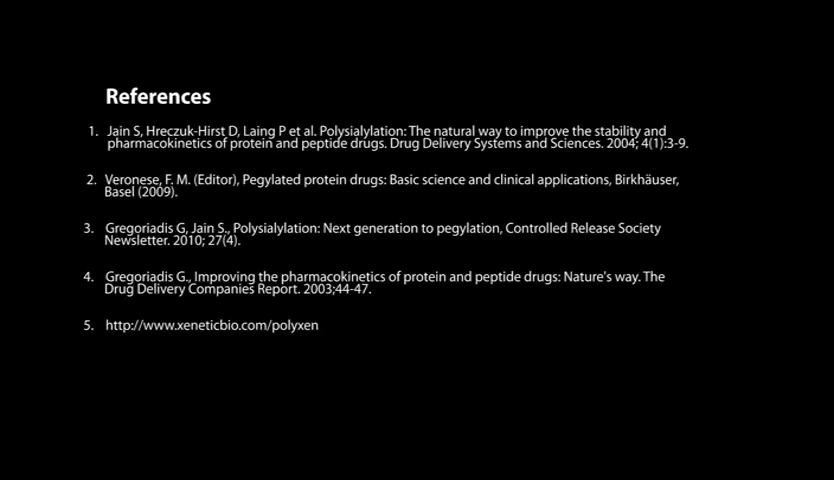 References
1. Jain S, Hreczuk-Hirst D, Laing P et al. Polysialylation: The natural way to improve the stability and
pharmacokinetics of protein and peptide drugs. Drug Delivery Systems and Sciences. 2004; 4(1):3-9.
2. Veronese, F. M. (Editor), Pegylated protein drugs: Basic science and clinical applications, Birkhäuser,
Basel (2009).
3. Gregoriadis G, Jain S., Polysialylation: Next generation to pegylation, Controlled Release Society
Newsletter. 2010; 27(4).
4. Gregoriadis G., Improving the pharmacokinetics of protein and peptide drugs: Nature's way. The
Drug Delivery Companies Report. 2003;44-47.
5. http://www.xeneticbio.com/polyxen